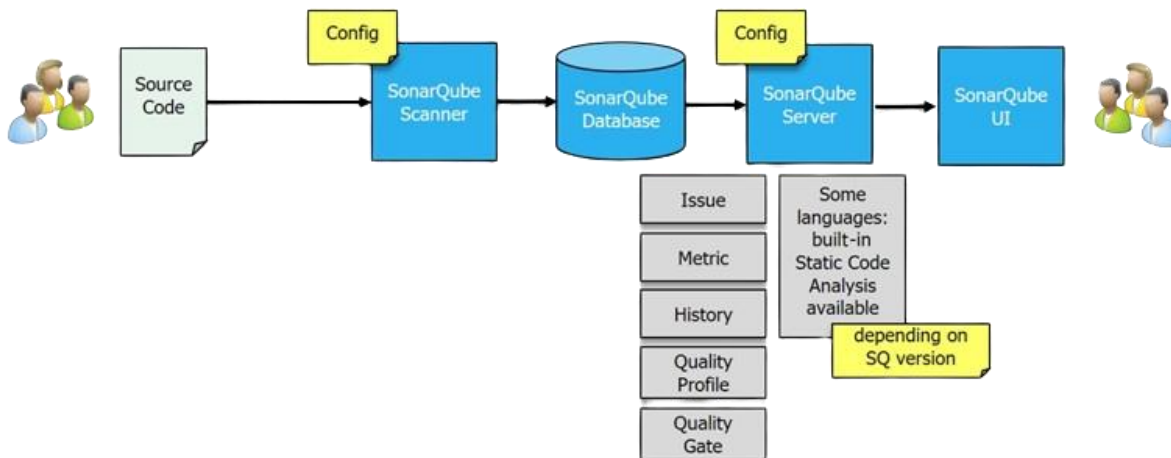 Config
Config
Source
Code
SonarQube
Scanner
SonarQube
Database
SonarQube
Server
SonarQube
UI
Issue
Metric
History
Quality
Profile
Quality
Gate
Some
languages:
built-in
Static Code
Analysis
available
depending on
SQ version